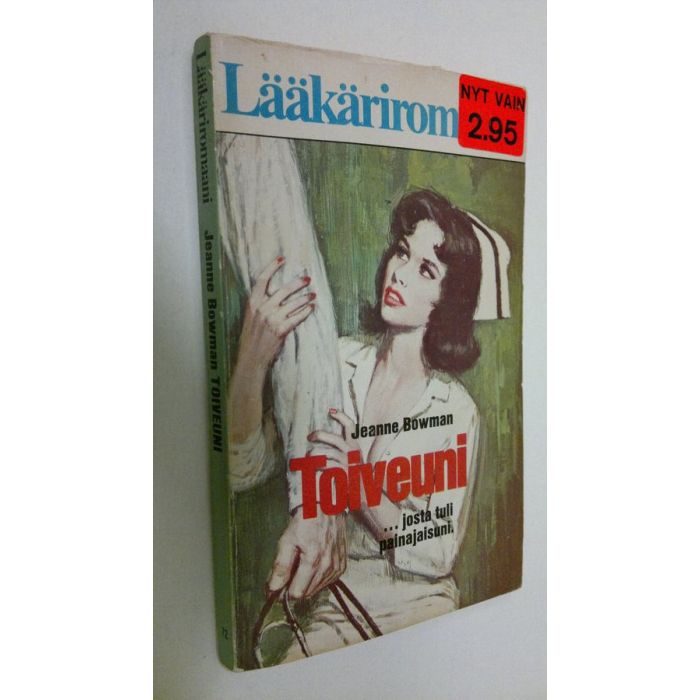 Lääkärirom
NYT VAIN
2.95
Jeanne Bowman
Toiveuni
... josta tuli
painajaisuni.
Lääkäriromaani Jeanne Bowman TOIVEUNI
72